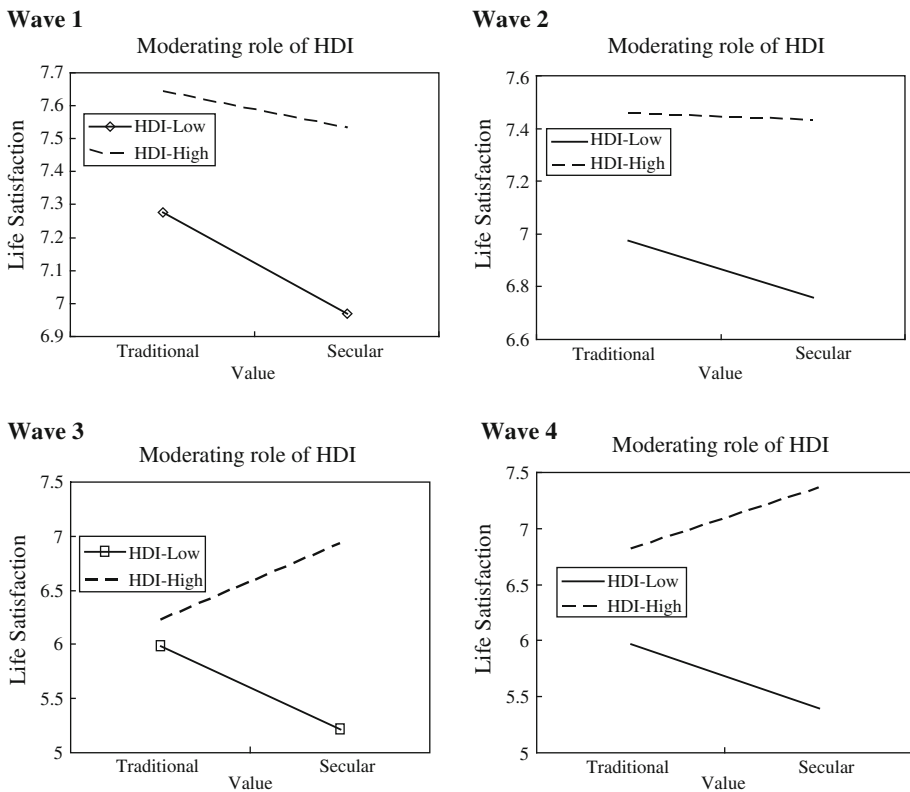 Wave 1
Moderating role of HDI
7.7
7.6
7.5
7.4
7.3
7.2
7.1
7
6.9
Life Satisfaction
HDI-Low
HDI-High
Traditional Secular
Value
Wave 2
Moderating role of HDI
7.6
7.4
7.2
7
6.8
6.6
Life Satisfaction
HDI-Low
HDI-High
Traditional Secular
Value
Wave 3
Moderating role of HDI
7.5
7
6.5
6
5.5
5
Life Satisfaction
HDI-Low
HDI-High
Traditional Secular
Value
Wave 4
Moderating role of HDI
7.5
7
6.5
6
5.5
5
Life Satisfaction
HDI-Low
HDI-High
Traditional Secular
Value